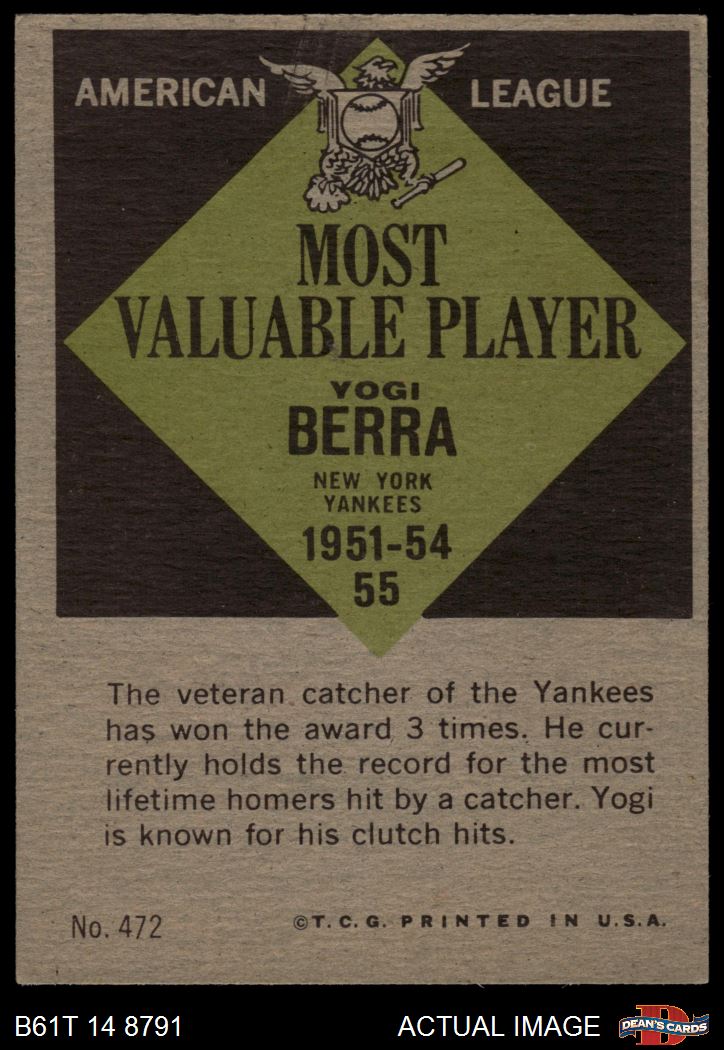 AMERICAN LEAGUE
MOST
VALUABLE PLAYER
YOGI
BERRA
NEW YORK
YANKEES
1951-54
55
The veteran catcher of the Yankees
has won the award 3 times. He cur-
rently holds the record for the most
lifetime homers hit by a catcher. Yogi
is known for his clutch hits.
No. 472 ©T.C.G. PRINTED IN U.S.A.
B61T 14 8791 ACTUAL IMAGE D DEAN'S CARDS